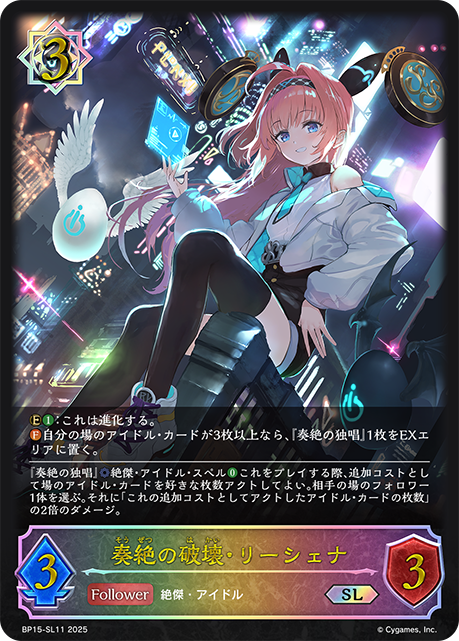 3
E 1:これは進化する。
F 自分の場のアイドル・カードが3枚以上なら、『奏絶の独唱』1枚をEXエ
リアに置く。
『奏絶の独唱』 絶傑・アイドル・スペル 0 これをプレイする際、追加コストとし
て場のアイドル・カードを好きな枚数アクトしてよい。相手の場のフォロワー
1体を選ぶ。それに「これの追加コストとしてアクトしたアイドル・カードの枚数」
の2倍のダメージ。
そう ぜつ は かい
奏絶の破壊・リーシェナ
3
Follower 絶傑・アイドル
SL
3
BP15-SL11 2025
© Cygames, Inc.